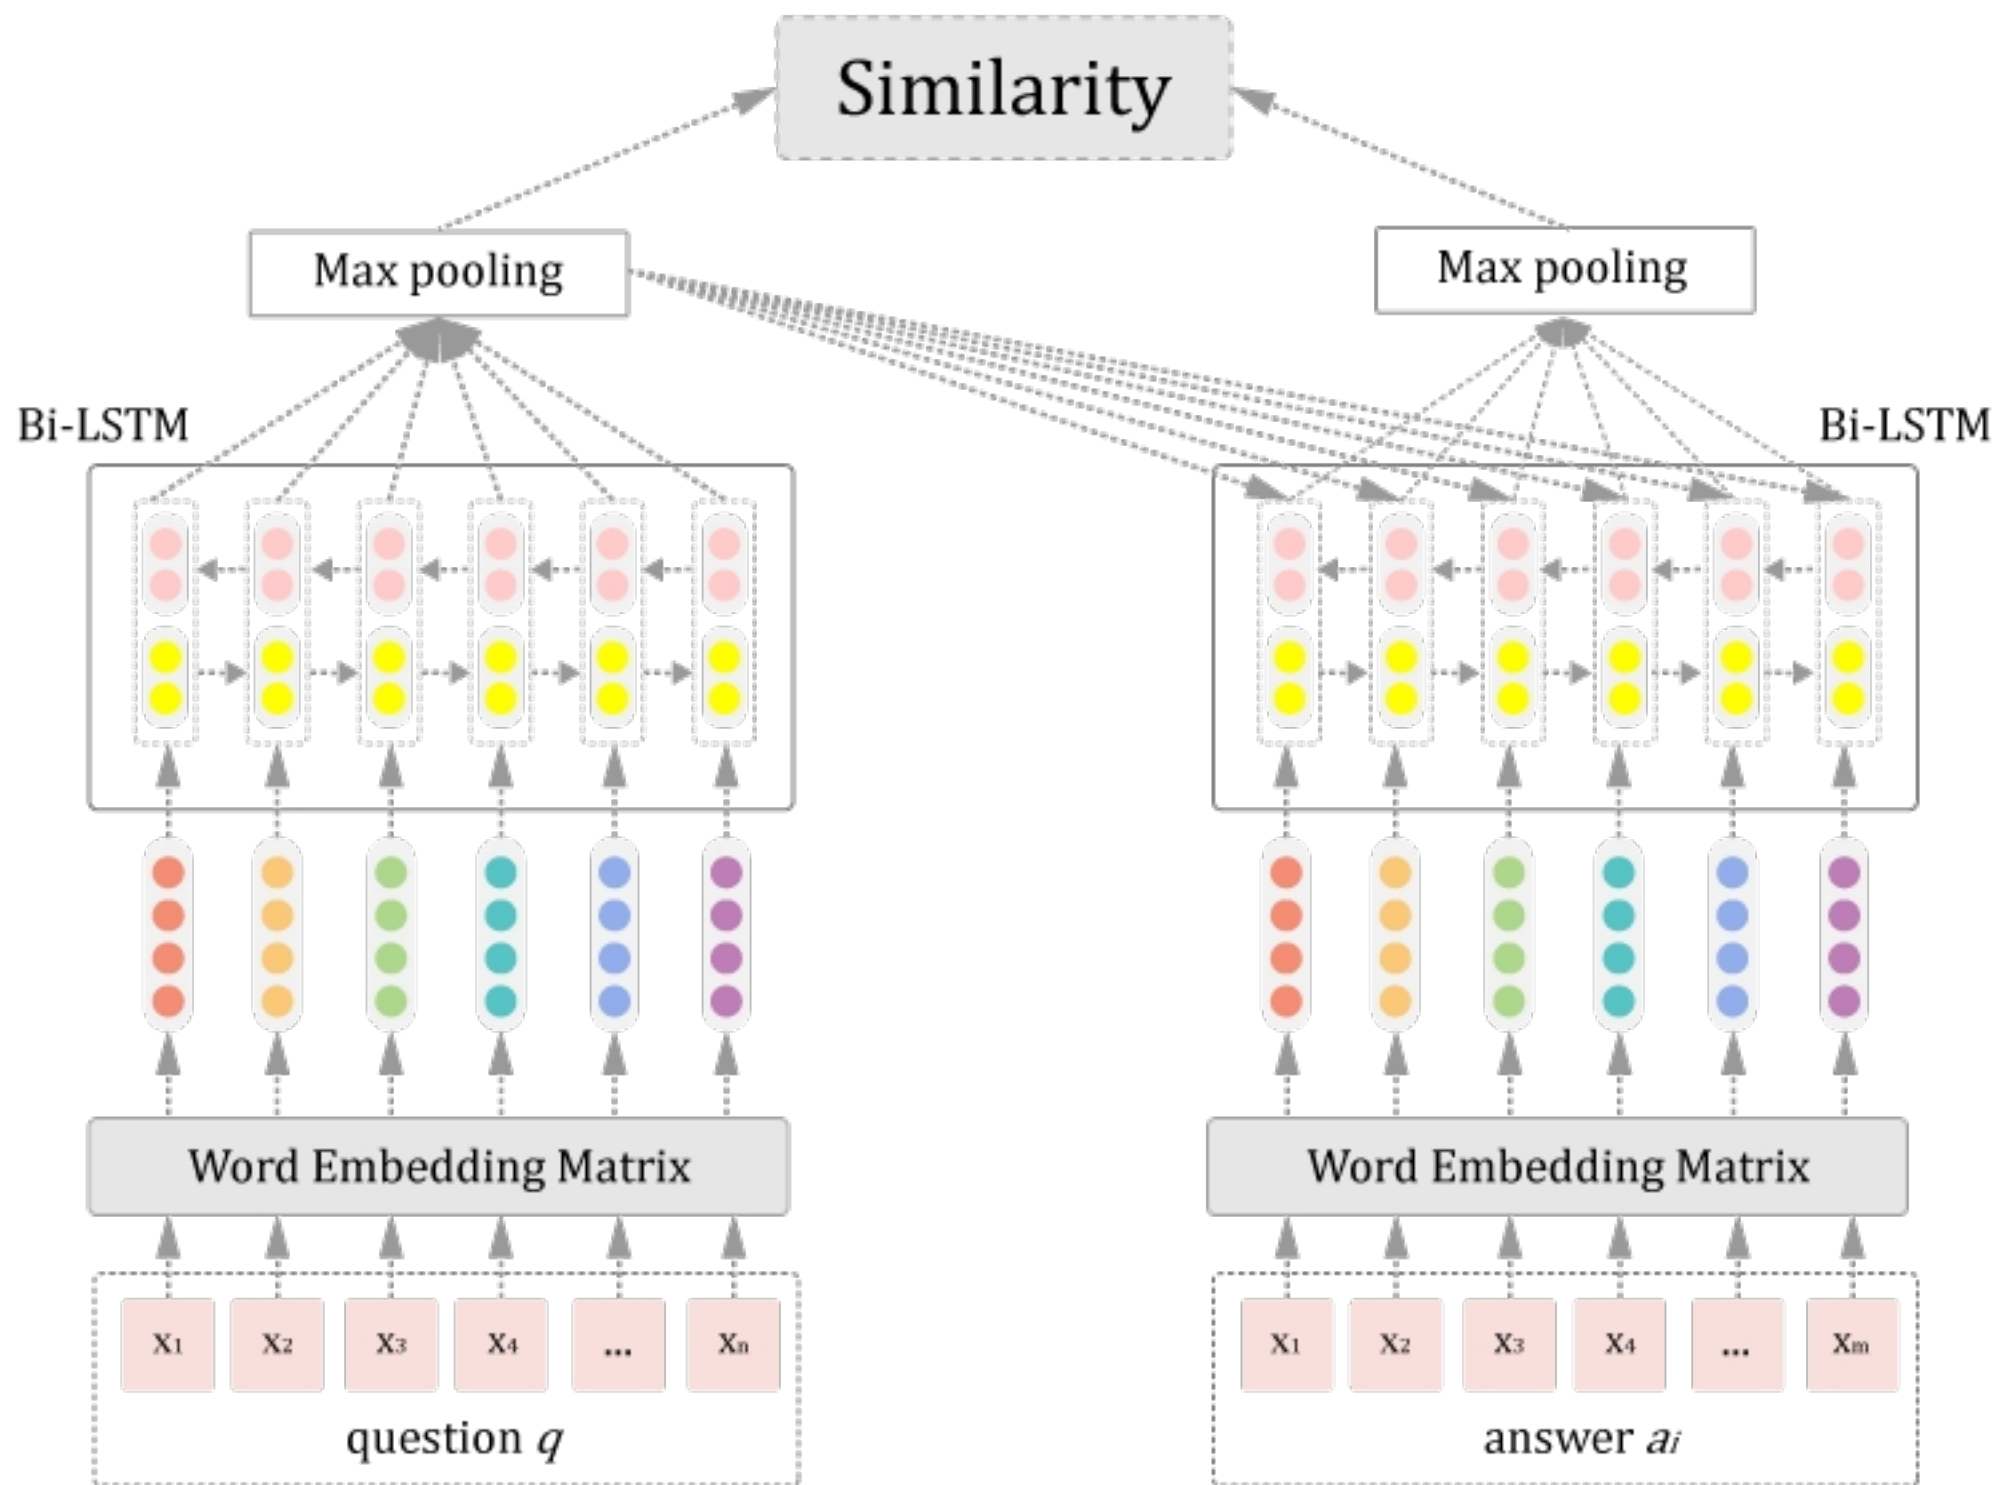 Similarity
Max pooling
Max pooling
Bi-LSTM
Bi-LSTM
Word Embedding Matrix
Word Embedding Matrix
x1 x2 x3 x4 ... xn
x1 x2 x3 x4 ... xm
question q
answer ai